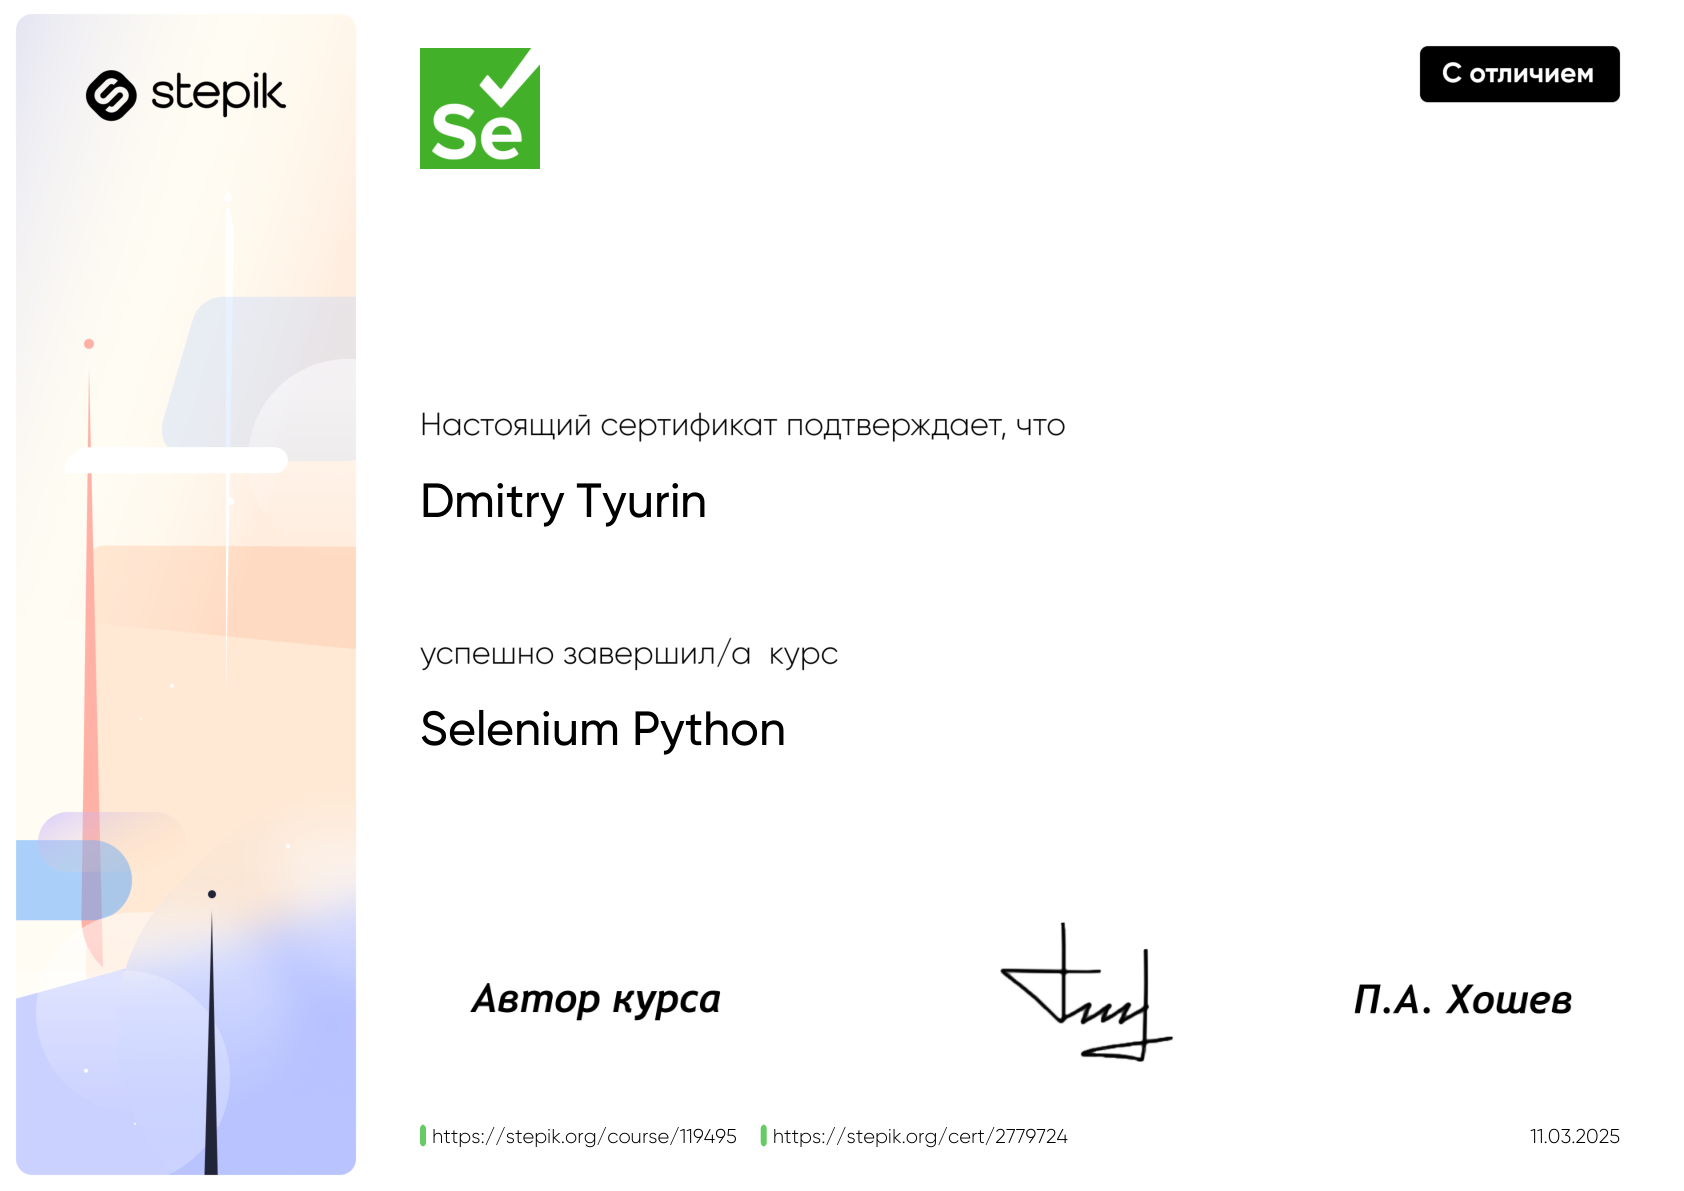 stepik
Se
С отличием
Настоящий сертификат подтверждает, что
Dmitry Tyurin
успешно завершил/а курс
Selenium Python
Автор курса
П.А. Хошев
https://stepik.org/course/119495
https://stepik.org/cert/2779724
11.03.2025